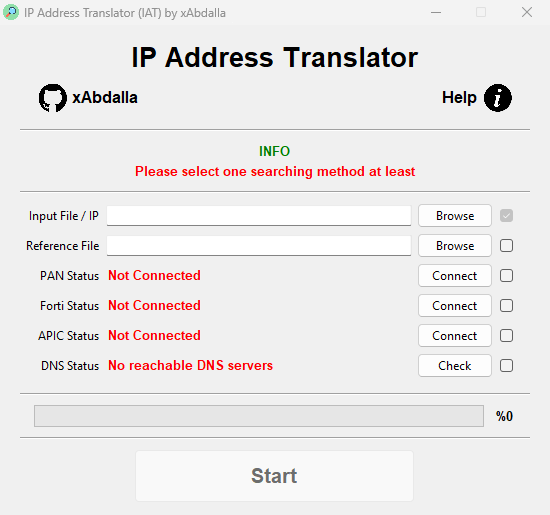 IP Address Translator (IAT) by xAbdalla
IP Address Translator
xAbdalla Help
INFO
Please select one searching method at least
Input File / IP Browse
Reference File Browse
PAN Status Not Connected Connect
Forti Status Not Connected Connect
APIC Status Not Connected Connect
DNS Status No reachable DNS servers Check
%0
Start